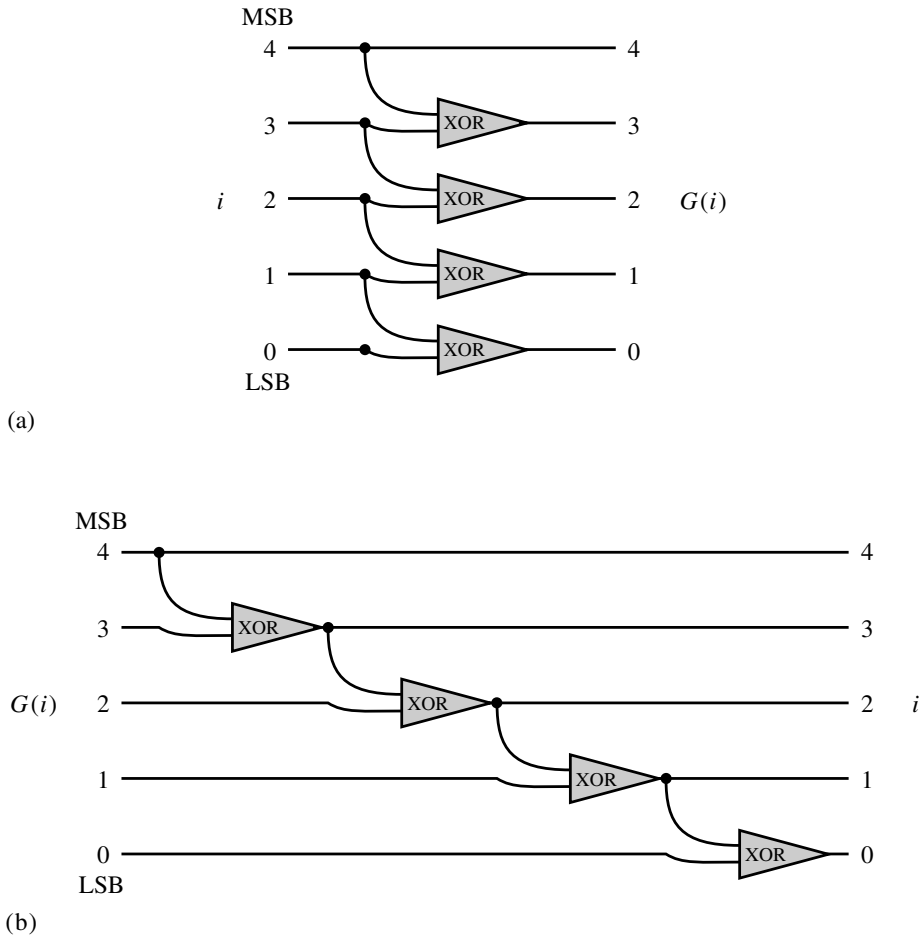 MSB
4 4
3 XOR 3
i 2 XOR 2 G(i)
1 XOR 1
0 XOR 0
LSB
(a)
MSB
4 4
3 XOR 3
G(i) 2 XOR 2 i
1 XOR 1
0 XOR 0
LSB
(b)